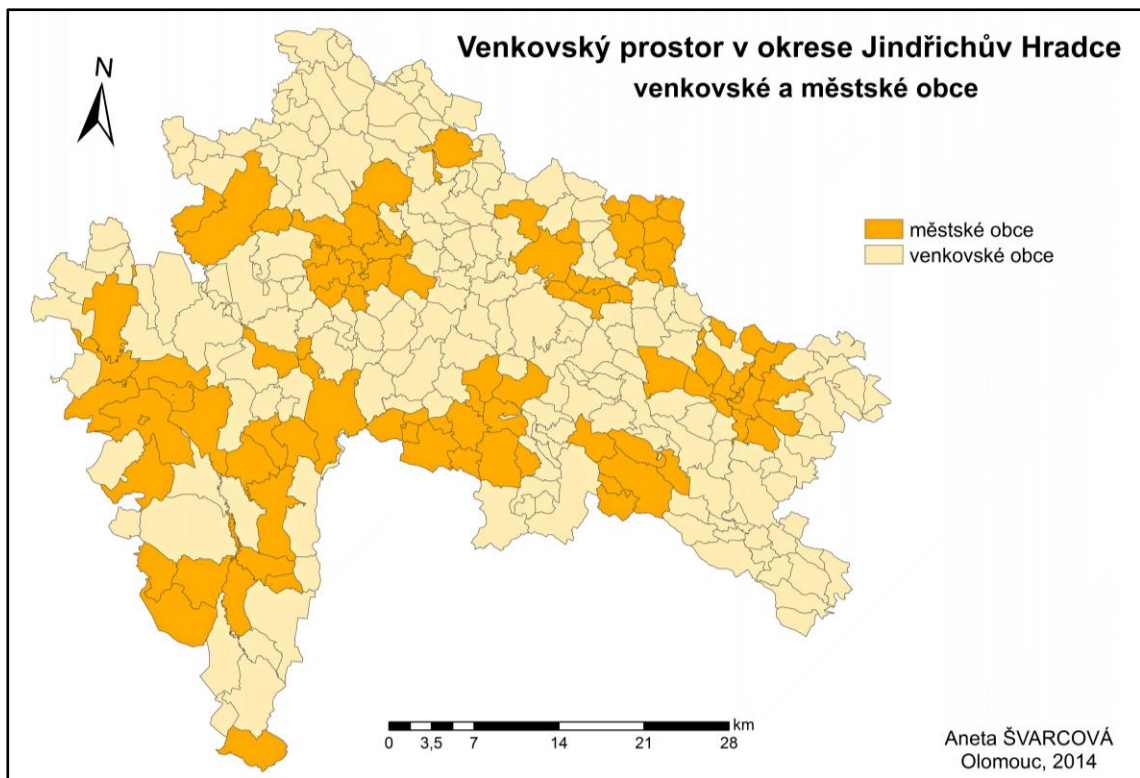 Venkovský prostor v okrese Jindřichův Hradce
venkovské a městské obce
N
městské obce
venkovské obce
km
0 3,5 7 14 21 28
Aneta ŠVARCOVÁ
Olomouc, 2014